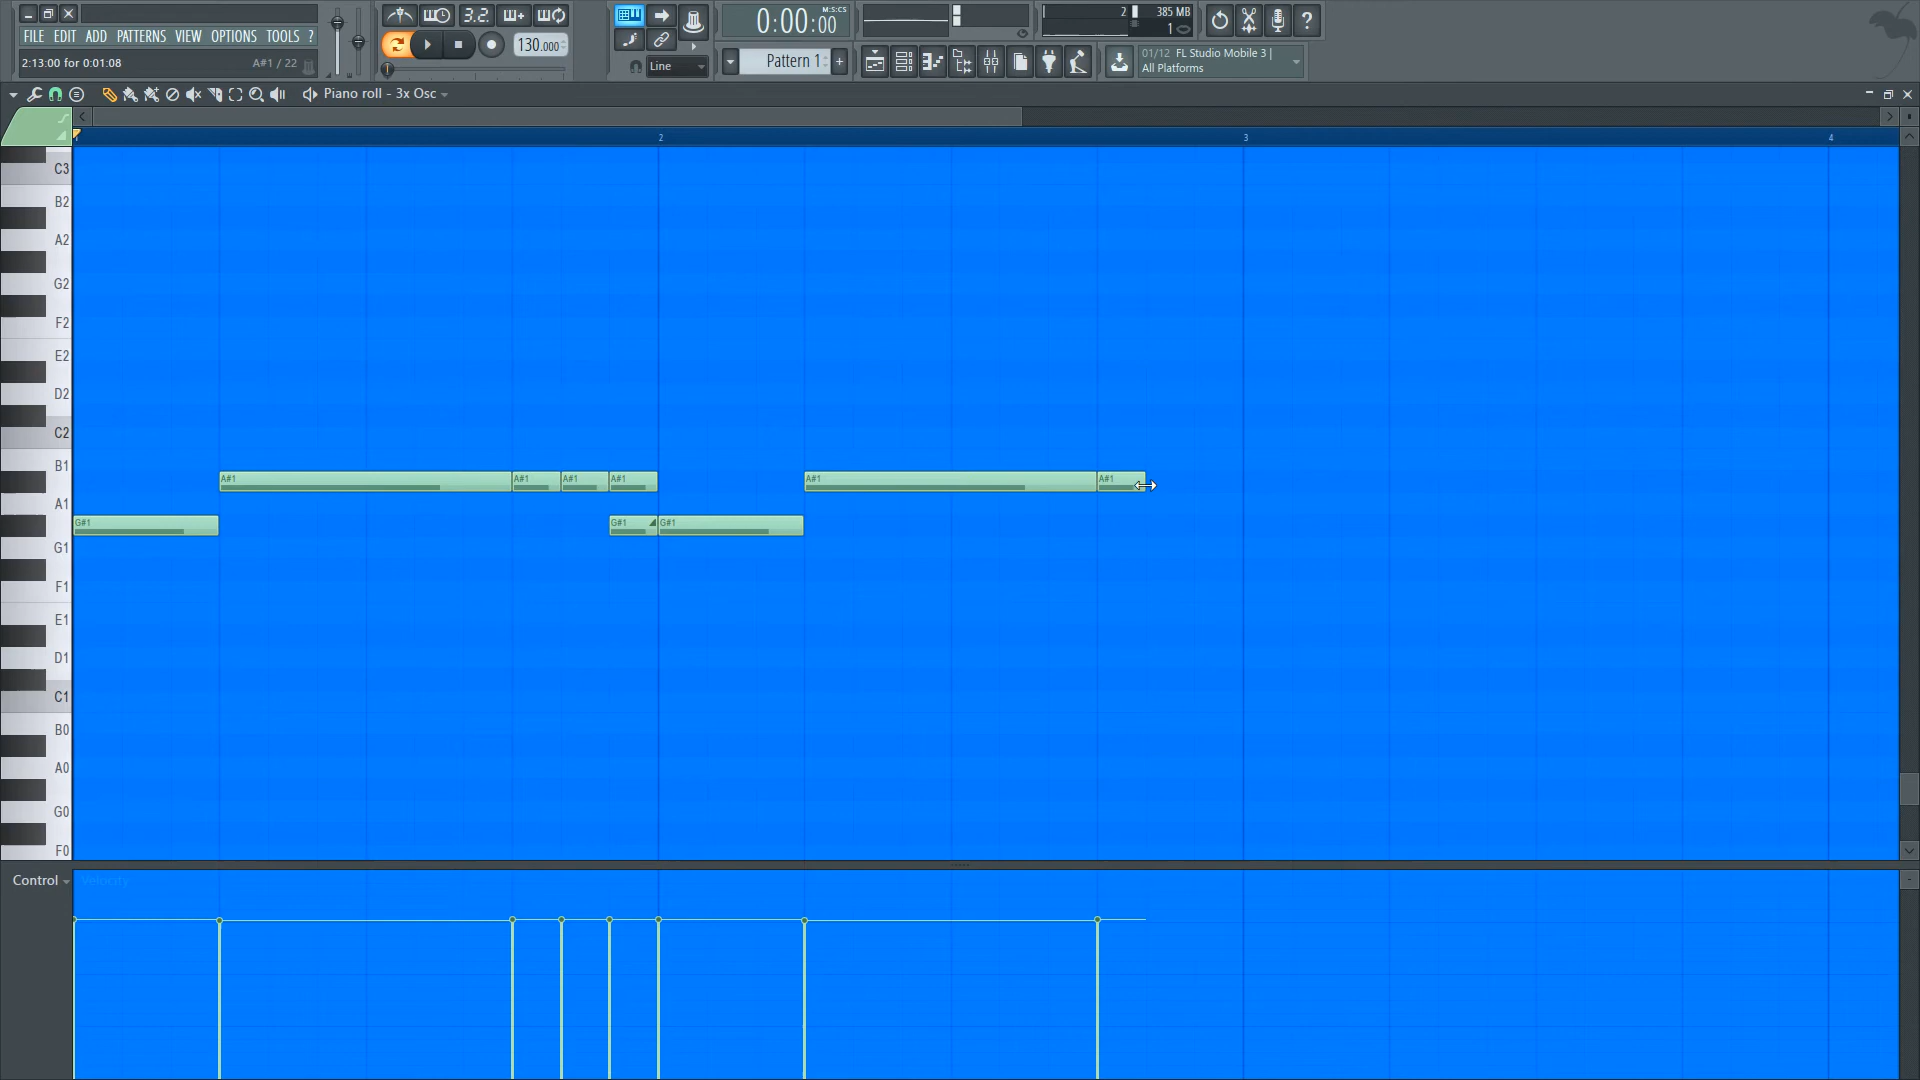 3.2.
0:00:00
M:S:CS
2
385 MB
1
FILE EDIT ADD PATTERNS VIEW OPTIONS TOOLS ?
130.000
?
2:13:00 for 0:01:08
A#1 / 22
Line
Pattern 1
+
01/12 FL Studio Mobile 3 |
All Platforms
Piano roll - 3x Osc
2
3
4
C3
B2
A2
G2
F2
E2
D2
C2
B1
A#1
A#1
A#1
A#1
A#1
A#1
A1
G#1
G#1
G#1
G1
F1
E1
D1
C1
B0
A0
G0
F0
Control
Velocity